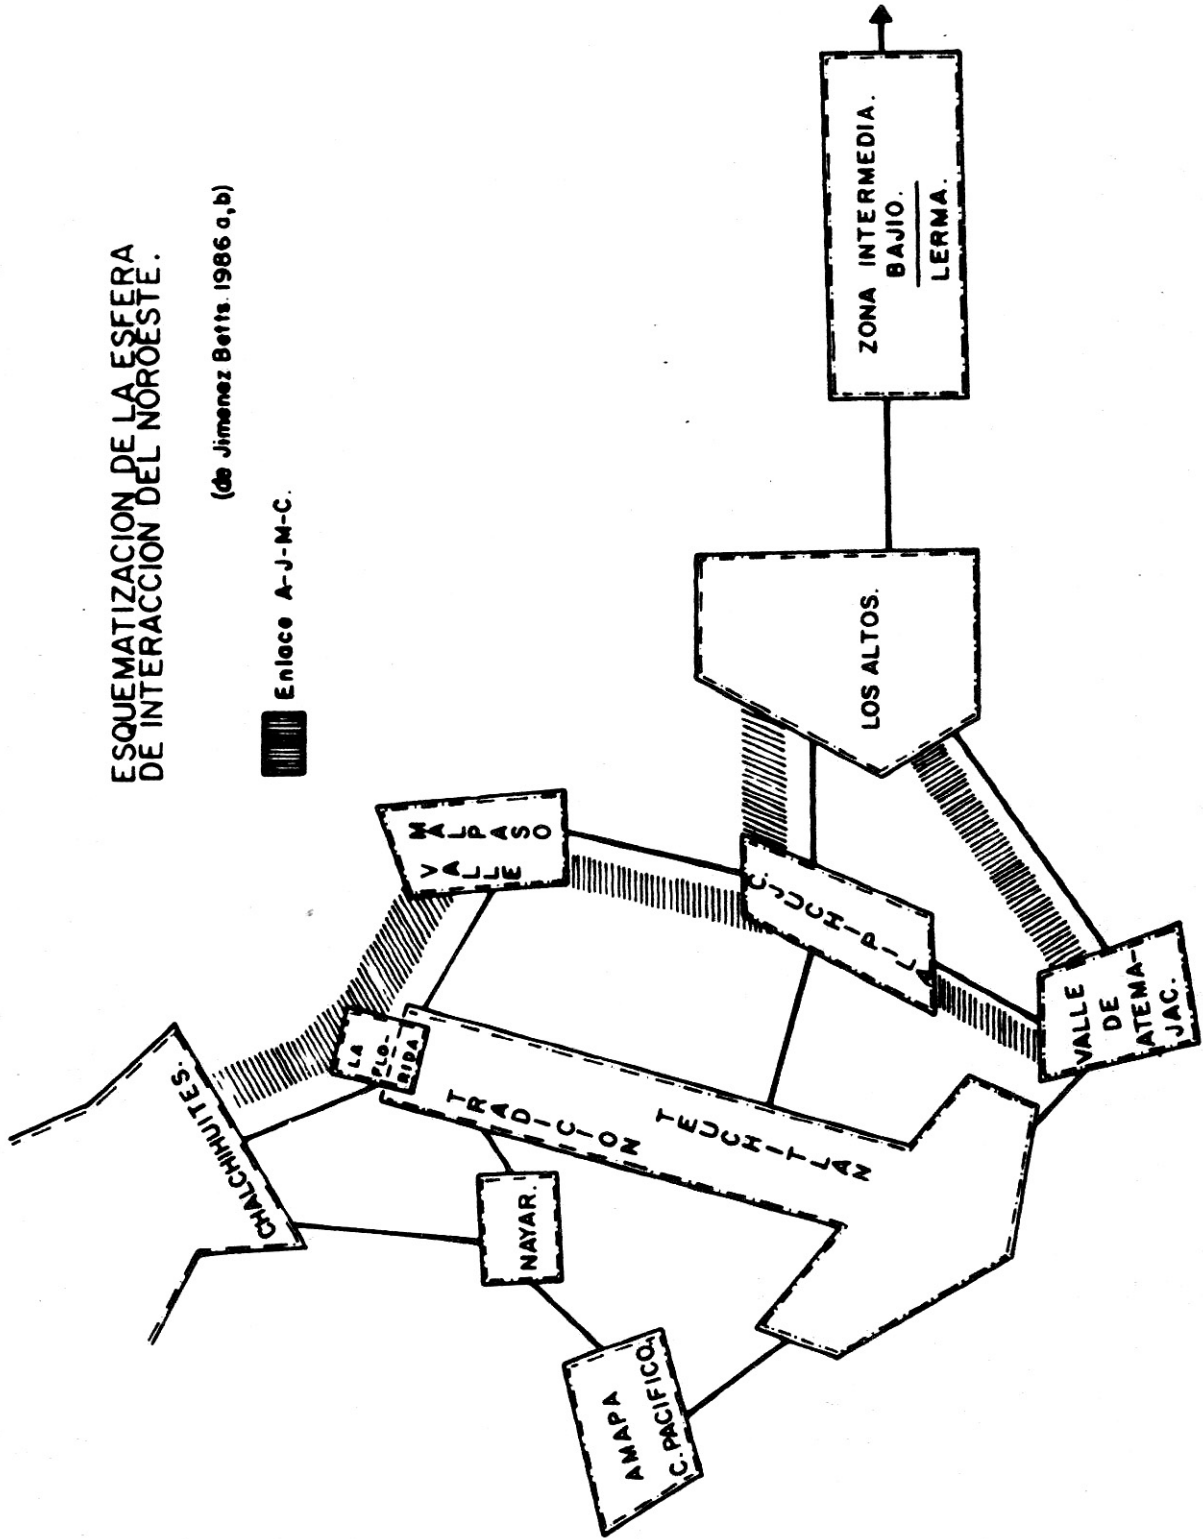 ESQUEMATIZACION DE LA ESFERA
DE INTERACCION DEL NOROESTE.
(de Jimenez Betts 1986 a,b)
Enlace A-J-M-C.
CHALCHIHUITES.
LA
FLO-
RIDA
VALLE
MALPASO
NAYAR.
TRADICION
TEUCHITLAN
AMAPA
C. PACIFICO.
C. JUCHIPILA
VALLE
DE
ATEMA-
JAC.
LOS ALTOS.
ZONA INTERMEDIA.
BAJIO.
LERMA.